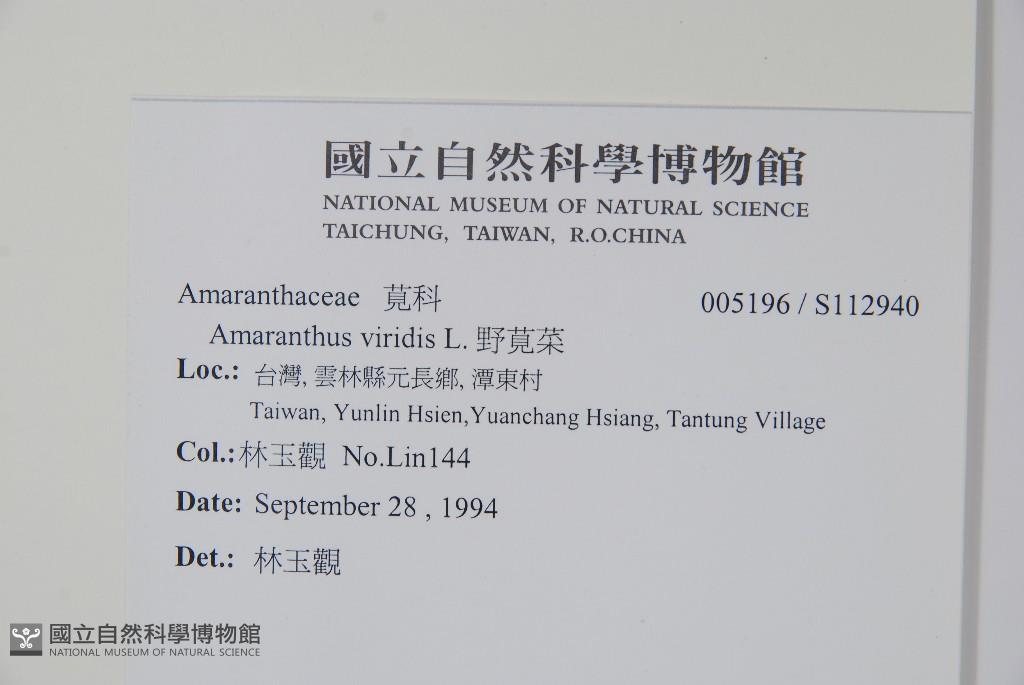 國立自然科學博物館
NATIONAL MUSEUM OF NATURAL SCIENCE
TAICHUNG, TAIWAN, R.O.CHINA
Amaranthaceae 莧科 005196 / S112940
Amaranthus viridis L. 野莧菜
Loc.: 台灣, 雲林縣元長鄉, 潭東村
Taiwan, Yunlin Hsien,Yuanchang Hsiang, Tantung Village
Col.:林玉觀 No.Lin144
Date: September 28 , 1994
Det.: 林玉觀
國立自然科學博物館
NATIONAL MUSEUM OF NATURAL SCIENCE